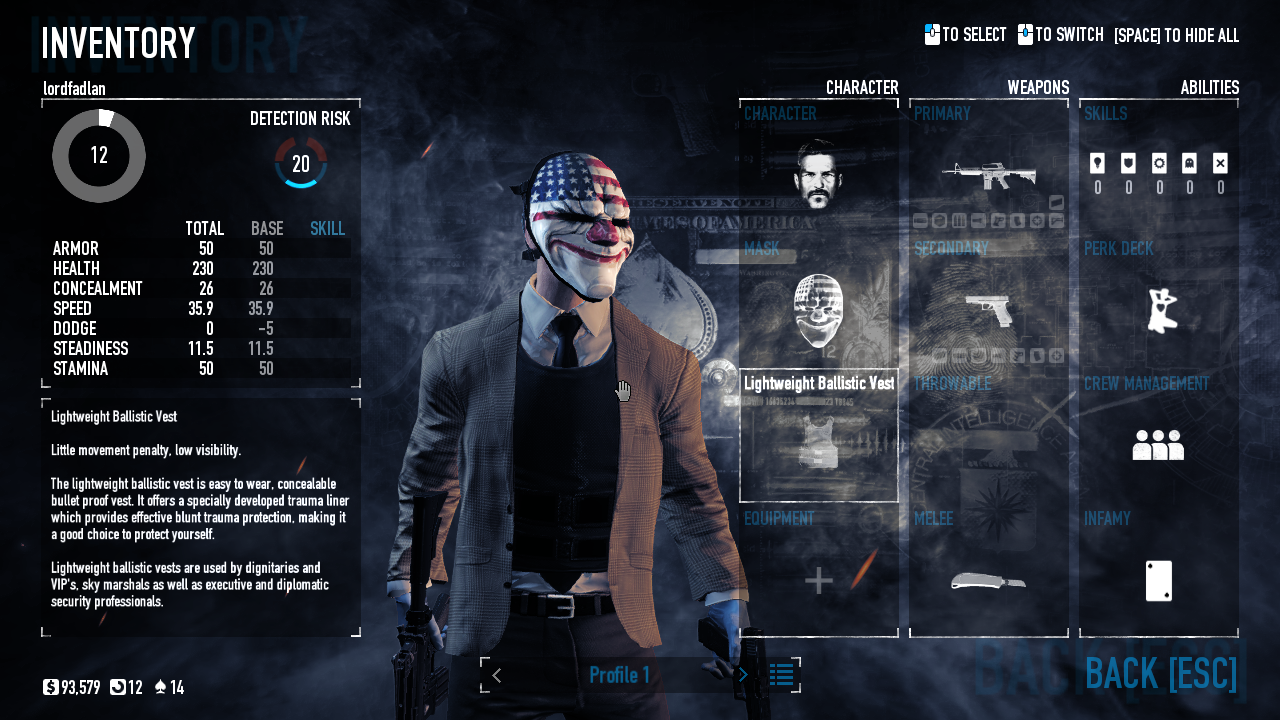 INVENTORY
TO SELECT TO SWITCH [SPACE] TO HIDE ALL
lordfadlan
CHARACTER WEAPONS ABILITIES
12
DETECTION RISK
20
TOTAL BASE SKILL
ARMOR 50 50
HEALTH 230 230
CONCEALMENT 26 26
SPEED 35.9 35.9
DODGE 0 -5
STEADINESS 11.5 11.5
STAMINA 50 50
Lightweight Ballistic Vest
Little movement penalty, low visibility.
The lightweight ballistic vest is easy to wear, concealable
bullet proof vest. It offers a specially developed trauma liner
which provides effective blunt trauma protection, making it
a good choice to protect yourself.
Lightweight ballistic vests are used by dignitaries and
VIP's, sky marshals as well as executive and diplomatic
security professionals.
CHARACTER PRIMARY SKILLS
0 0 0 0 0
MASK SECONDARY PERK DECK
Lightweight Ballistic Vest THROWABLE CREW MANAGEMENT
EQUIPMENT MELEE INFAMY
93,579 12 14
Profile 1
BACK [ESC]